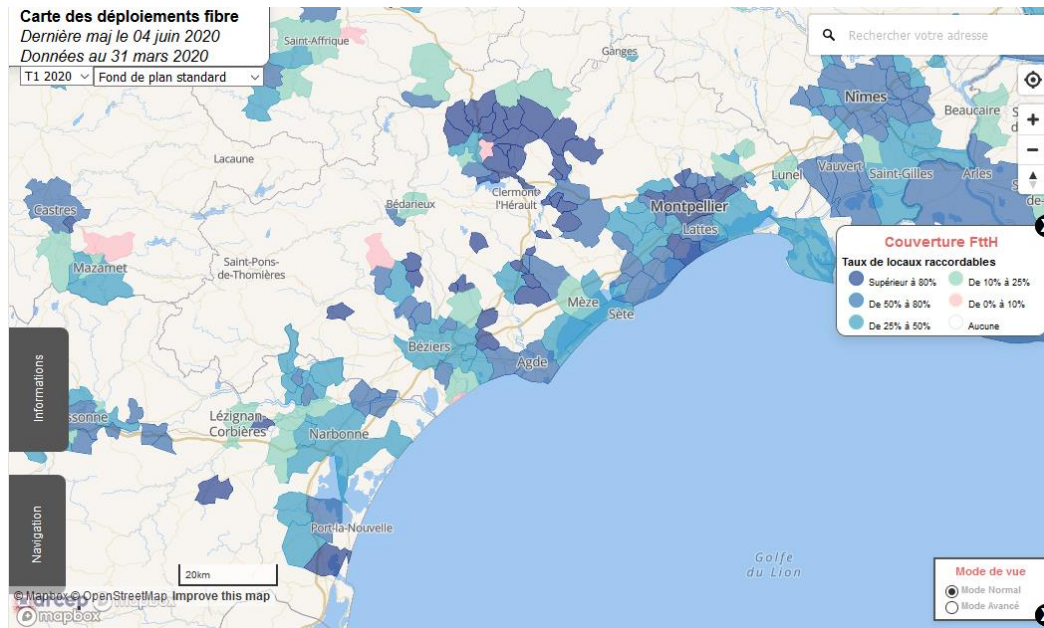 Carte des déploiements fibre
Dernière maj le 04 juin 2020
Données au 31 mars 2020
T1 2020
Fond de plan standard
Rechercher votre adresse
Saint-Affrique
Ganges
Nîmes
Beaucaire
Lacaune
Vauvert
Saint-Gilles
Arles
Lunel
Castres
Bédarieux
Clermont-
l'Hérault
Montpellier
Lattes
Mazamet
Saint-Pons-
de-Thomières
Mèze
Sète
Béziers
Agde
Lézignan-
Corbières
Narbonne
Port-la-Nouvelle
Golfe
du Lion
Couverture FttH
Taux de locaux raccordables
Supérieur à 80%
De 10% à 25%
De 50% à 80%
De 0% à 10%
De 25% à 50%
Aucune
Informations
Navigation
20km
© Mapbox © OpenStreetMap Improve this map
arcep
mapbox
mapbox
Mode de vue
Mode Normal
Mode Avancé